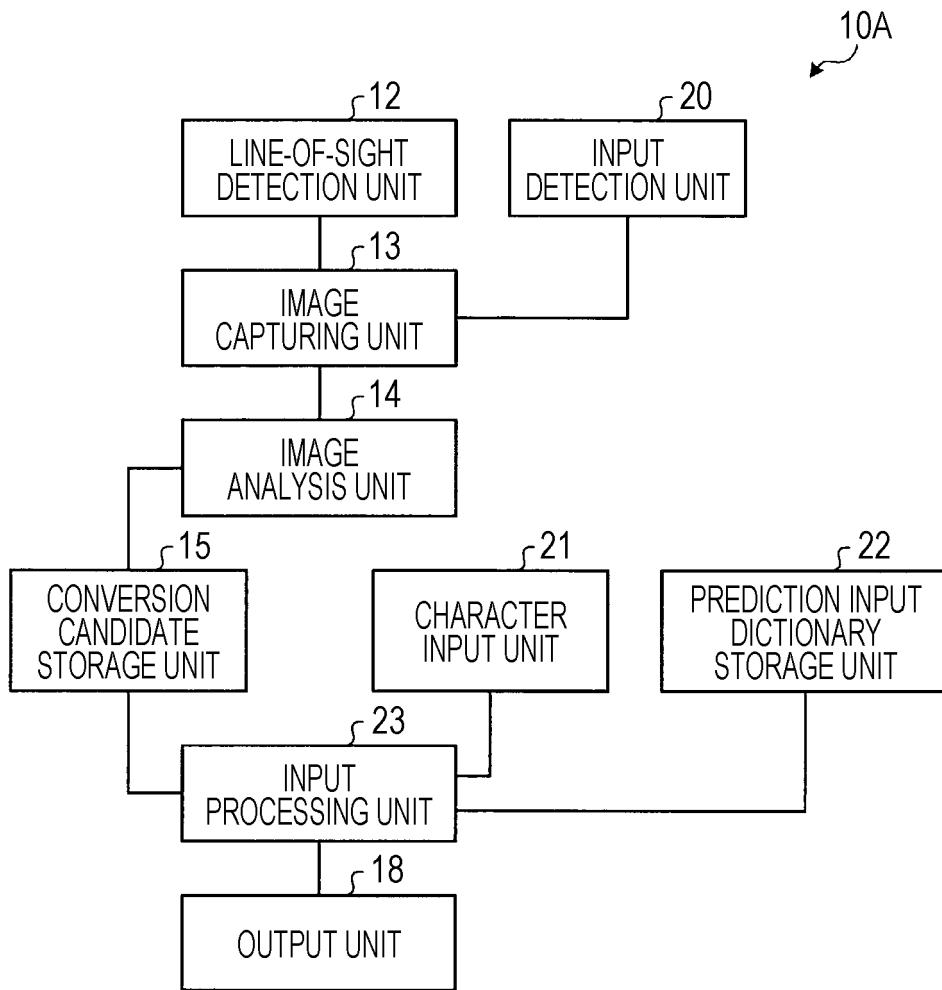 10A
12
LINE-OF-SIGHT
DETECTION UNIT
20
INPUT
DETECTION UNIT
13
IMAGE
CAPTURING UNIT
14
IMAGE
ANALYSIS UNIT
15
CONVERSION
CANDIDATE
STORAGE UNIT
21
CHARACTER
INPUT UNIT
22
PREDICTION INPUT
DICTIONARY
STORAGE UNIT
23
INPUT
PROCESSING UNIT
18
OUTPUT UNIT